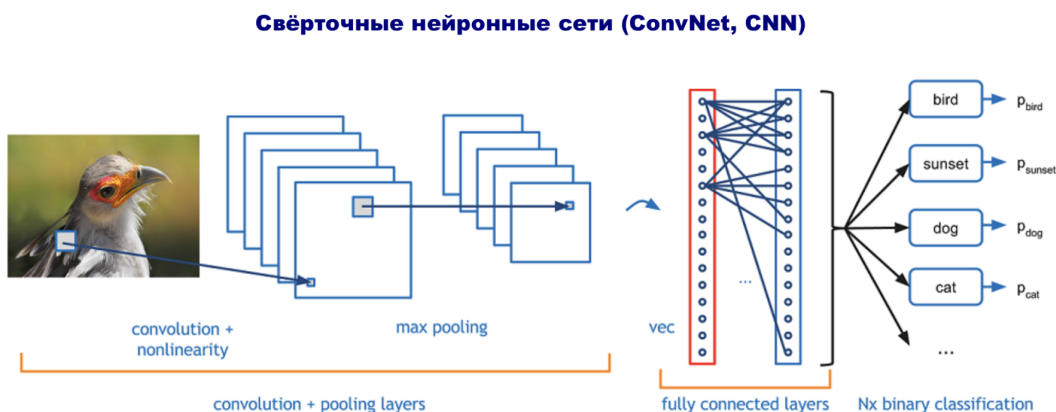 Свёрточные нейронные сети (ConvNet, CNN)
bird
p_bird
sunset
p_sunset
dog
p_dog
cat
p_cat
...
...
convolution +
nonlinearity
max pooling
vec
convolution + pooling layers
fully connected layers
Nx binary classification